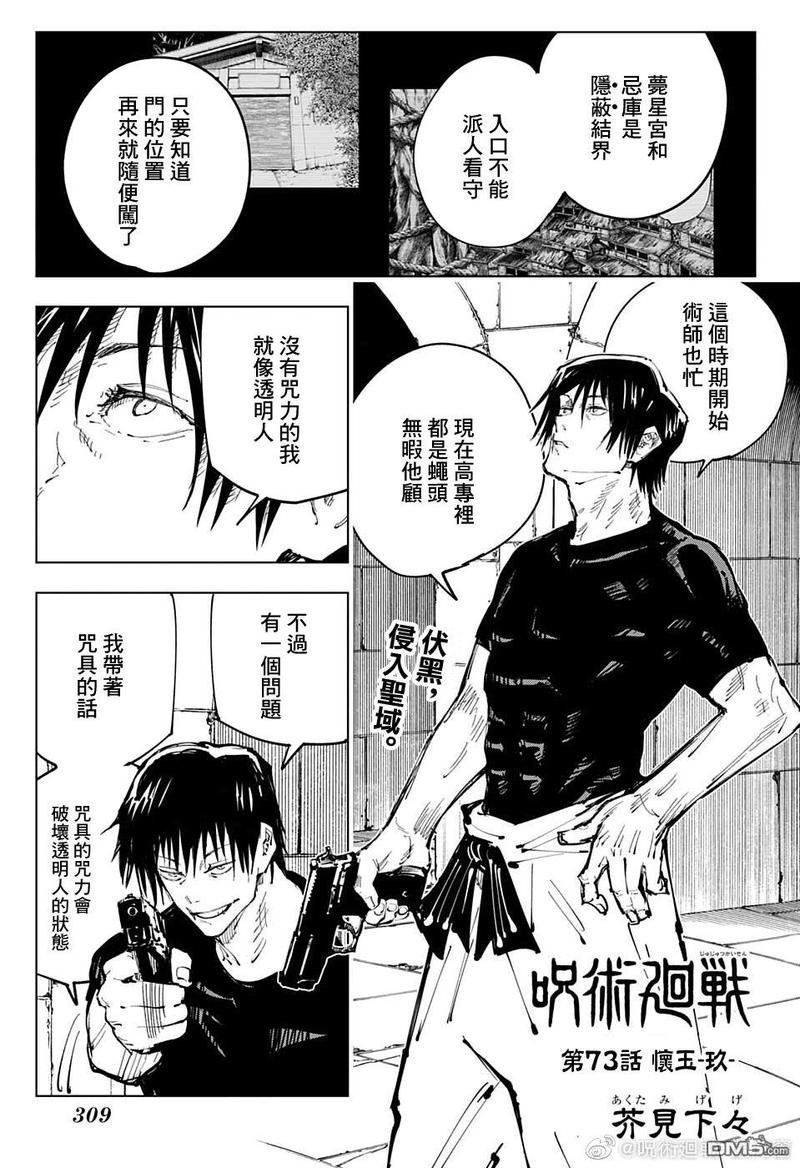 薨星宮和
忌庫是
隱蔽結界
入口不能
派人看守
只要知道
門的位置
再來就隨便闖了
這個時期開始
術師也忙
現在高專裡
都是蠅頭
無暇他顧
伏黑，
侵入聖域。
沒有咒力的我
就像透明人
不過
有一個問題
我帶著
咒具的話
咒具的咒力會
破壞透明人的狀態
じゅじゅつかいせん
呪術廻戦
第73話 懷玉-玖-
あくたみげげ
芥見下々
309
@呪術廻
DM5.com